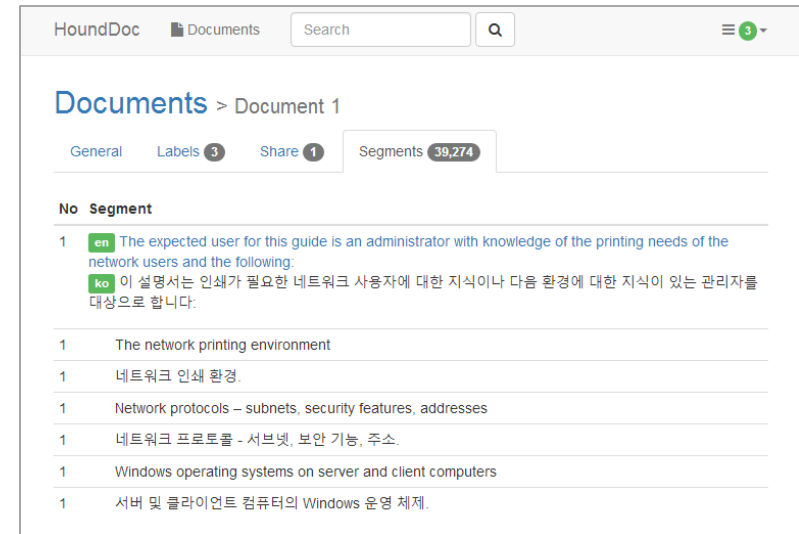 HoundDoc Documents Search 3
Documents > Document 1
General Labels 3 Share 1 Segments 39,274
No Segment
1 en The expected user for this guide is an administrator with knowledge of the printing needs of the
network users and the following:
ko 이 설명서는 인쇄가 필요한 네트워크 사용자에 대한 지식이나 다음 환경에 대한 지식이 있는 관리자를
대상으로 합니다:
1 The network printing environment
1 네트워크 인쇄 환경.
1 Network protocols – subnets, security features, addresses
1 네트워크 프로토콜 - 서브넷, 보안 기능, 주소.
1 Windows operating systems on server and client computers
1 서버 및 클라이언트 컴퓨터의 Windows 운영 체제.